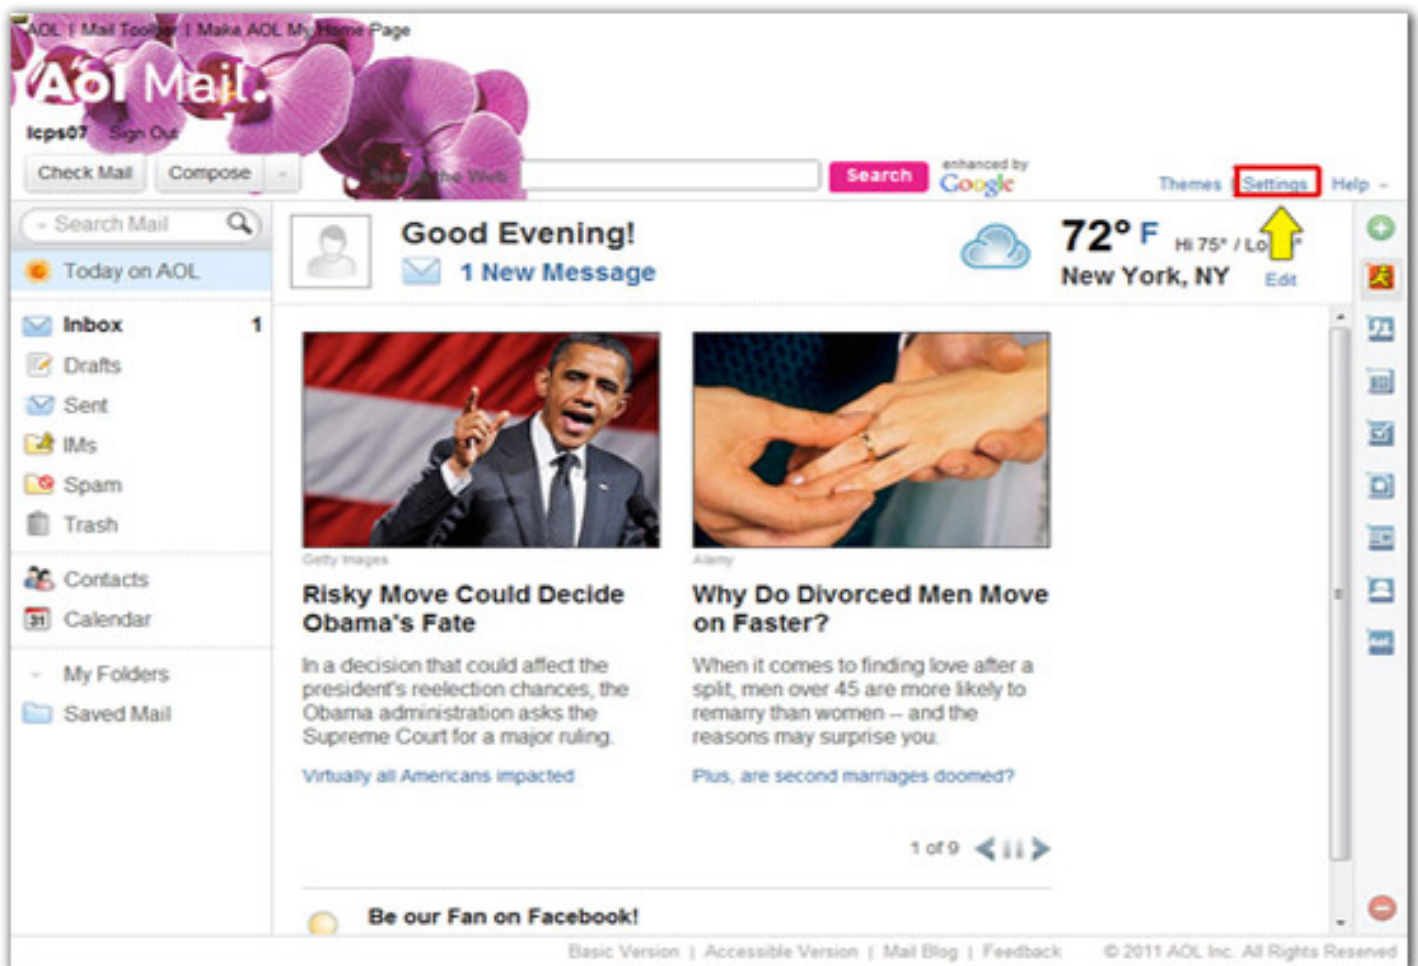 AOL | Mail Toolbar | Make AOL My Home Page
Aol Mail.
lcps07 Sign Out
Check Mail Compose Search the Web Search enhanced by Google Themes | Settings Help
Search Mail
Today on AOL
Inbox 1
Drafts
Sent
IMs
Spam
Trash
Contacts
Calendar
31
My Folders
Saved Mail
Good Evening!
1 New Message
72° F Hi 75° /
New York, NY Edit
Getty Images
Risky Move Could Decide
Obama's Fate
In a decision that could affect the
president's reelection chances, the
Obama administration asks the
Supreme Court for a major ruling.
Virtually all Americans impacted
Alamy
Why Do Divorced Men Move
on Faster?
When it comes to finding love after a
split, men over 45 are more likely to
remarry than women -- and the
reasons may surprise you.
Plus, are second marriages doomed?
1 of 9
Be our Fan on Facebook!
Basic Version | Accessible Version | Mail Blog | Feedback © 2011 AOL Inc. All Rights Reserved